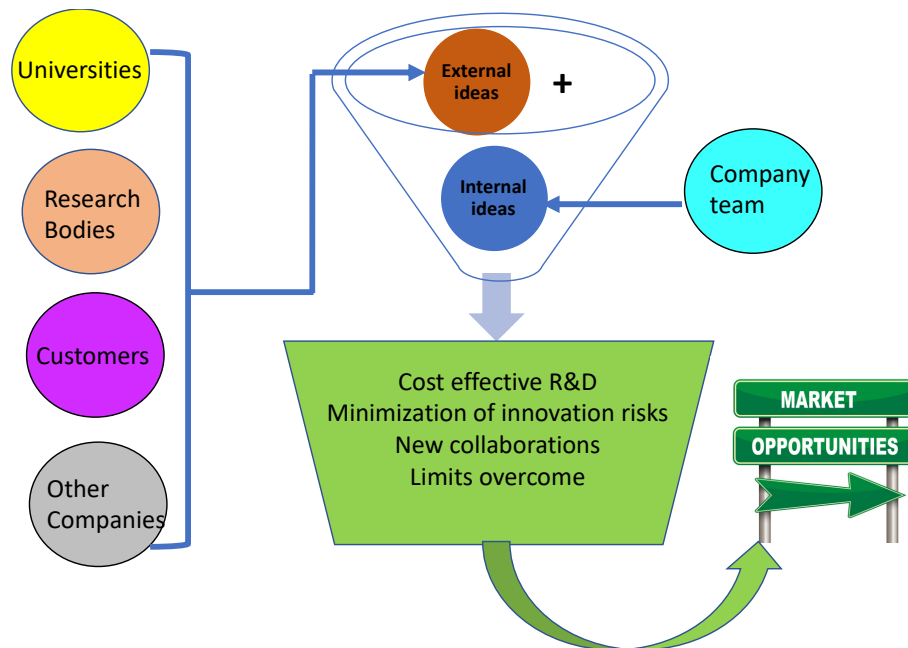 Universities
Research
Bodies
Customers
Other
Companies
External
ideas
+
Internal
ideas
Company
team
Cost effective R&D
Minimization of innovation risks
New collaborations
Limits overcome
MARKET
OPPORTUNITIES